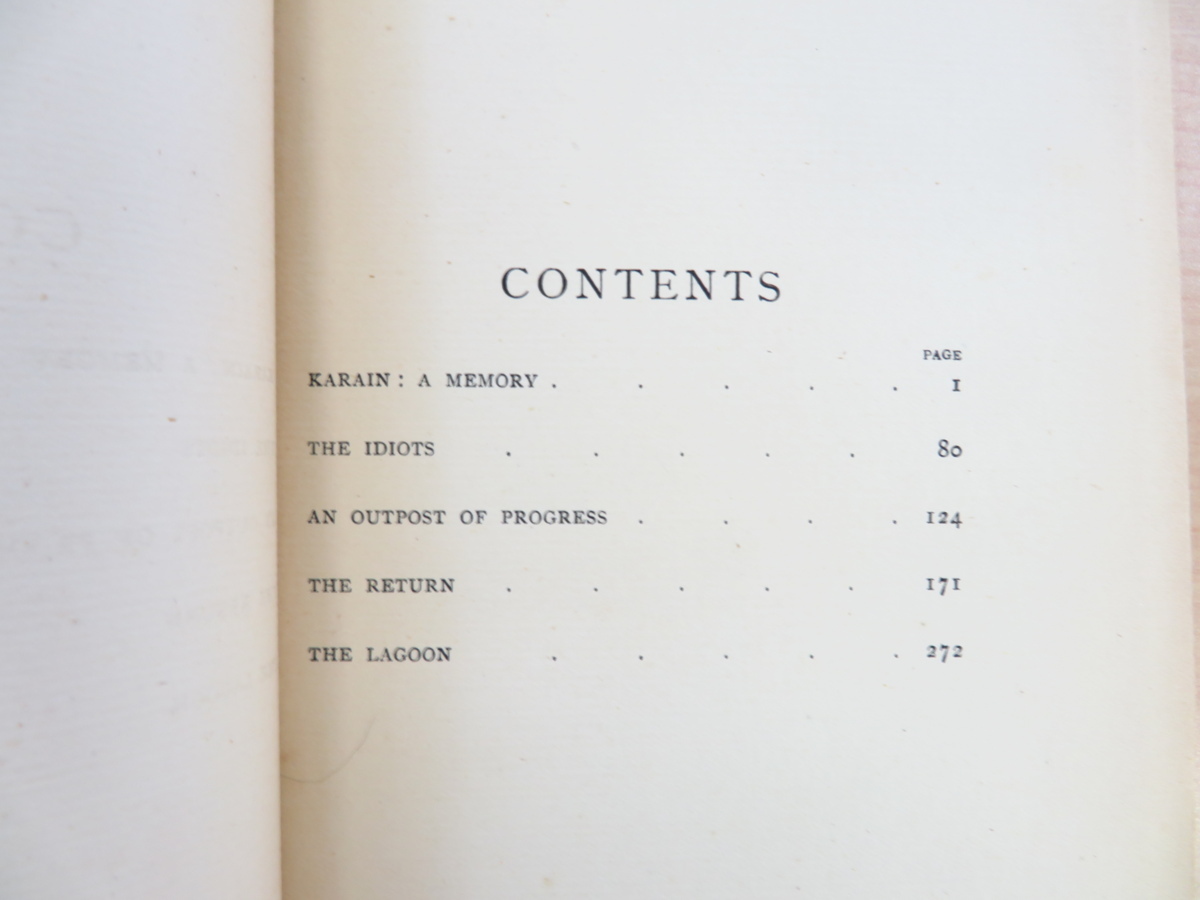 CONTENTS
PAGE
KARAIN: A MEMORY . . . . . 1
THE IDIOTS . . . . . 80
AN OUTPOST OF PROGRESS . . . . 124
THE RETURN . . . . . 171
THE LAGOON . . . . . 272